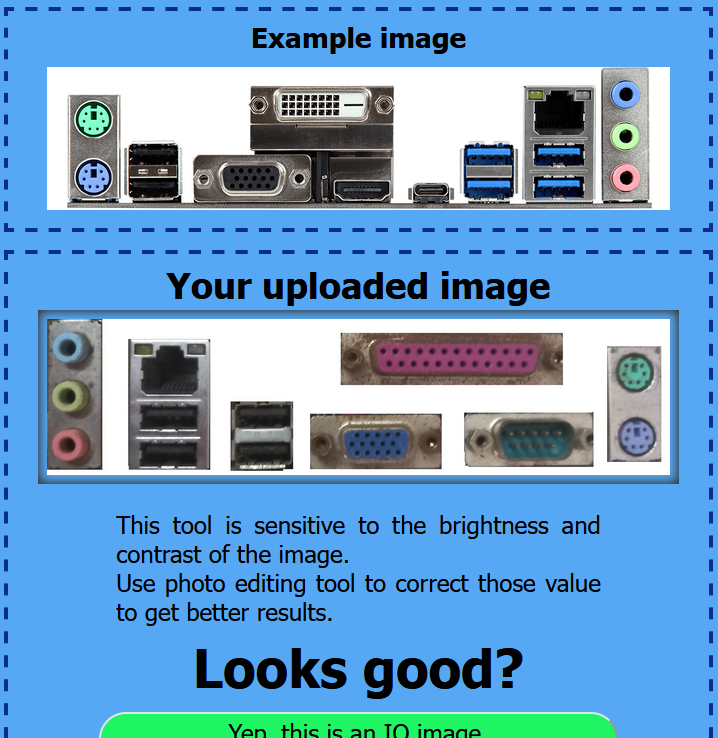 Example image
Your uploaded image
This tool is sensitive to the brightness and
contrast of the image.
Use photo editing tool to correct those value
to get better results.
Looks good?
Yep, this is an IO image